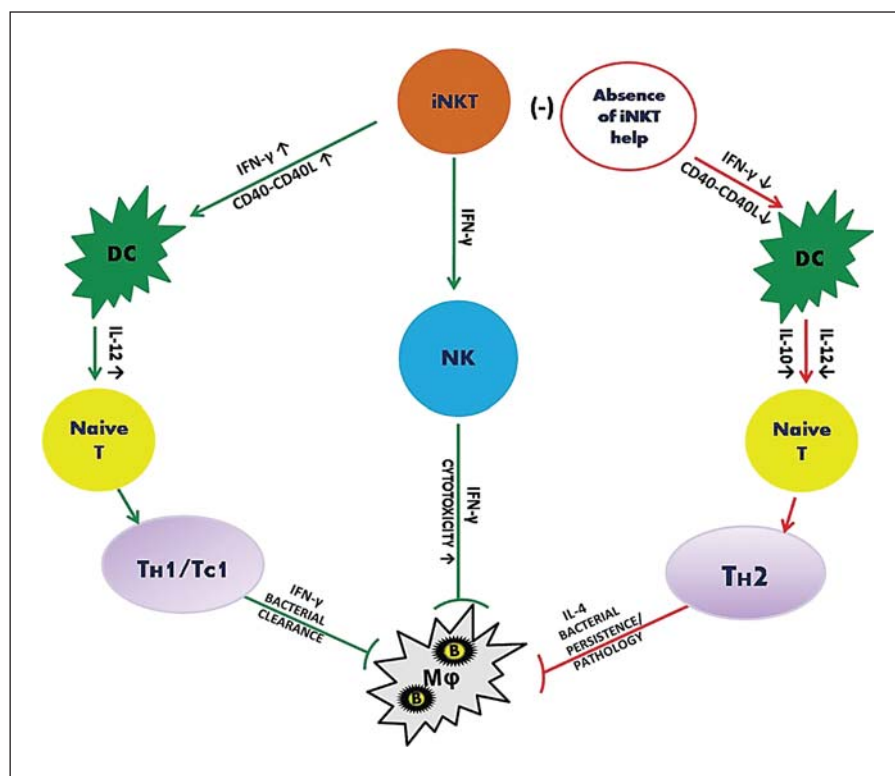 iNKT
(-)
Absence
of iNKT
help
IFN-γ ↑
CD40-CD40L ↑
IFN-γ
IFN-γ ↓
CD40-CD40L↓
DC
DC
IL-12 ↑
NK
IL-12↓
IL-10↑
Naive
T
Naive
T
IFN-γ
CYTOTOXICITY ↑
TH1/TC1
TH2
IFN-γ
BACTERIAL
CLEARANCE
IL-4
BACTERIAL
PERSISTENCE/
PATHOLOGY
B
Mφ
B